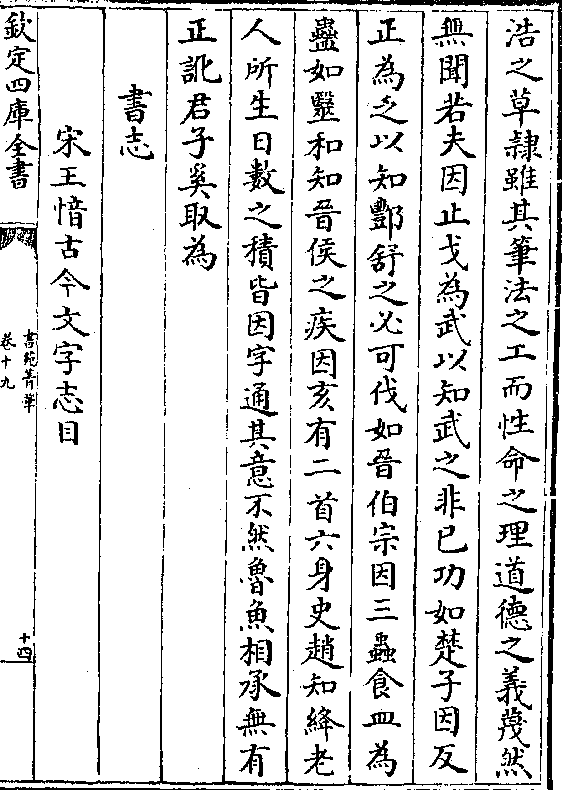 浩之草隷雖其筆法之工而性命之理道德之義蔑然
無聞若夫因止戈為武以知武之非已功如楚子因反
正為乏以知酆舒之必可伐如晉伯宗因三蟲食皿為
蠱如毉和知晉侯之疾因亥有二首六身史趙知絳老
人所生日數之積皆因字通其意不然魯魚相承無有
正訛君子奚取為
書志
宋王愔古今文字志目
欽定四庫全書
書苑菁華
卷十九
十四